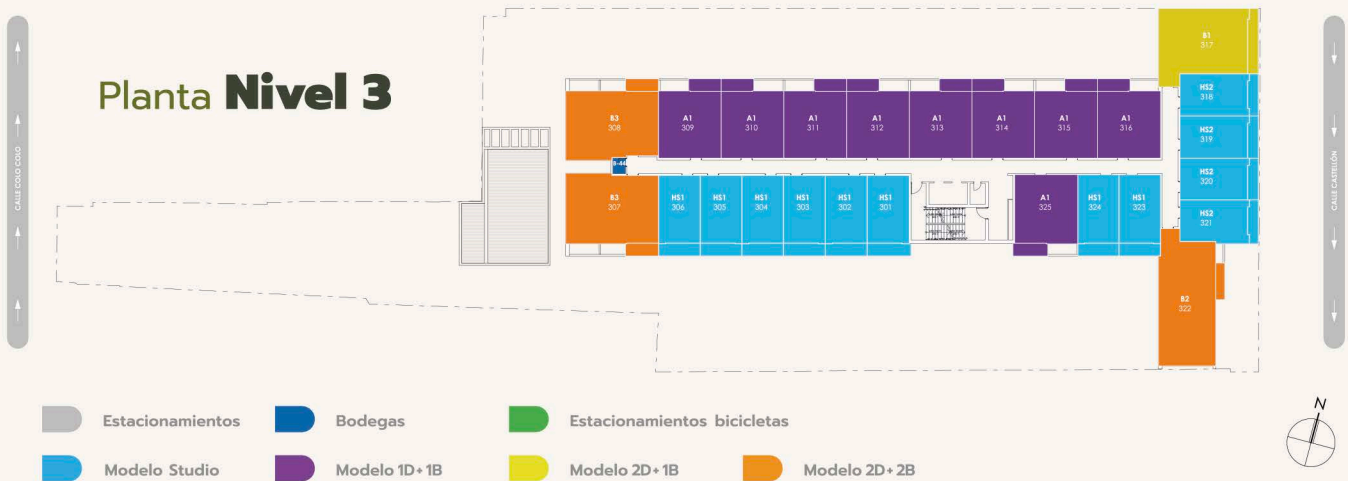 Planta Nivel 3
CALLE COLO COLO
CALLE CASTELLÓN
B1
317
HS2
318
HS2
319
HS2
320
HS2
321
B3
308
A1
309
A1
310
A1
311
A1
312
A1
313
A1
314
A1
315
A1
316
B-44
B3
307
HS1
306
HS1
305
HS1
304
HS1
303
HS1
302
HS1
301
A1
325
HS1
324
HS1
323
B2
322
N
Estacionamientos
Bodegas
Estacionamientos bicicletas
Modelo Studio
Modelo 1D+1B
Modelo 2D+1B
Modelo 2D+2B